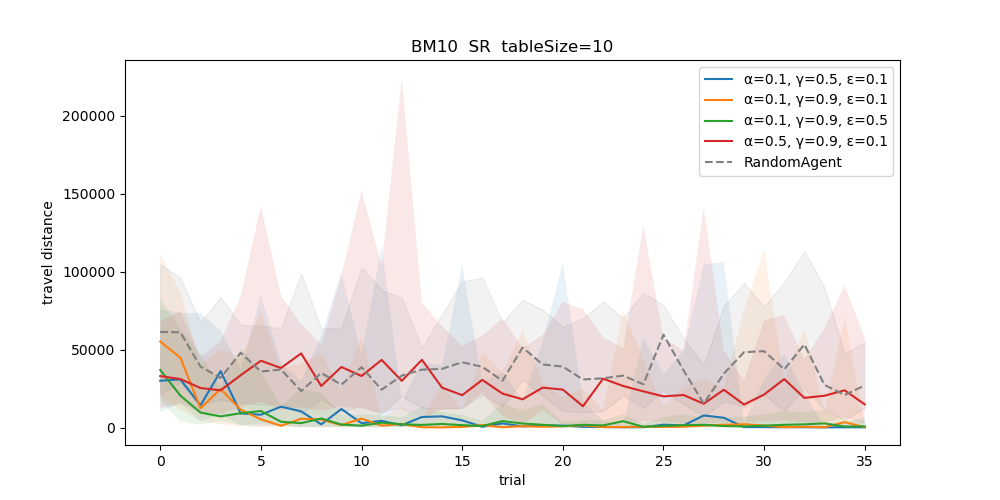 BM10 SR tableSize=10
travel distance
200000
150000
100000
50000
0
0 5 10 15 20 25 30 35
trial
α=0.1, γ=0.5, ε=0.1
α=0.1, γ=0.9, ε=0.1
α=0.1, γ=0.9, ε=0.5
α=0.5, γ=0.9, ε=0.1
RandomAgent